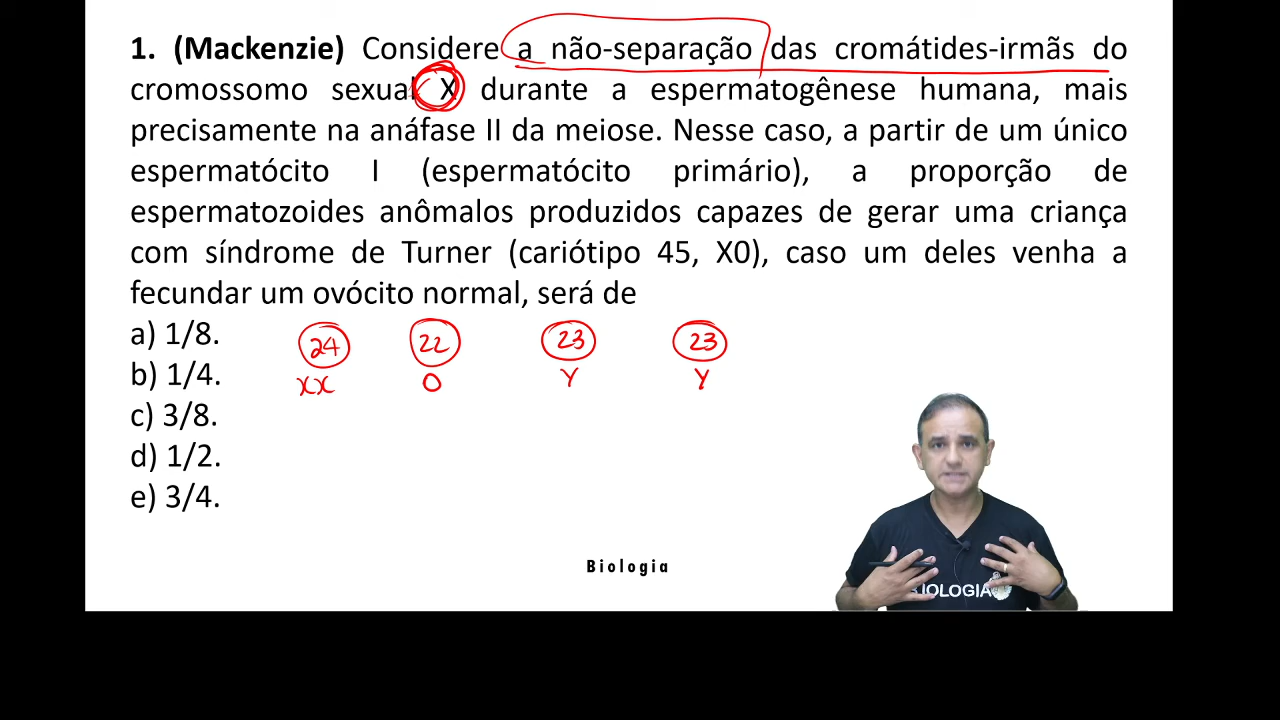 1. (Mackenzie) Considere a não-separação das cromátides-irmãs do
cromossomo sexual X durante a espermatogênese humana, mais
precisamente na anáfase II da meiose. Nesse caso, a partir de um único
espermatócito I (espermatócito primário), a proporção de
espermatozoides anômalos produzidos capazes de gerar uma criança
com síndrome de Turner (cariótipo 45, X0), caso um deles venha a
fecundar um ovócito normal, será de
a) 1/8.
24 22 23 23
b) 1/4.
XX O Y Y
c) 3/8.
d) 1/2.
e) 3/4.
Biologia
BIOLOGIA